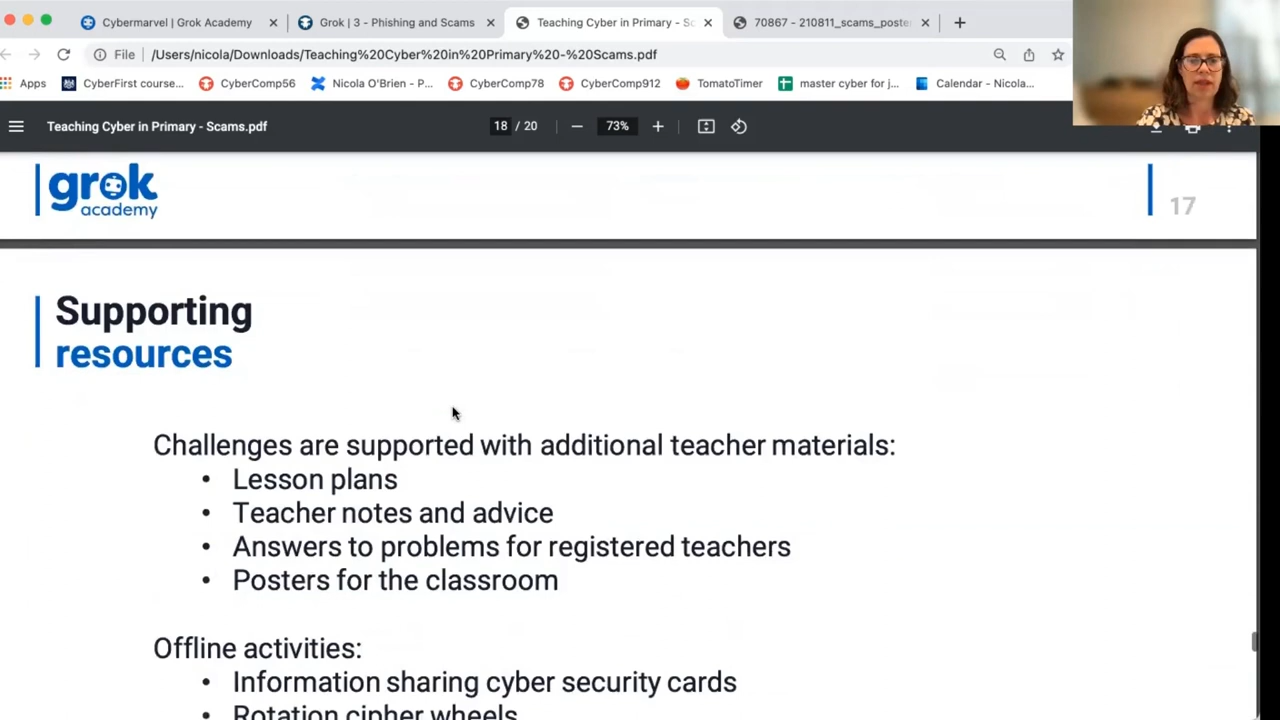 Cybermarvel | Grok Academy
Grok | 3 - Phishing and Scams
Teaching Cyber in Primary - Sc
70867 - 210811_scams_poste
File
/Users/nicola/Downloads/Teaching%20Cyber%20in%20Primary%20-%20Scams.pdf
Apps
CyberFirst course...
CyberComp56
Nicola O'Brien - P...
CyberComp78
CyberComp912
TomatoTimer
master cyber for j...
Calendar - Nicola...
Teaching Cyber in Primary - Scams.pdf
18 / 20
73%
grok
academy
17
Supporting
resources
Challenges are supported with additional teacher materials:
• Lesson plans
• Teacher notes and advice
• Answers to problems for registered teachers
• Posters for the classroom
Offline activities:
• Information sharing cyber security cards
• Rotation cipher wheels